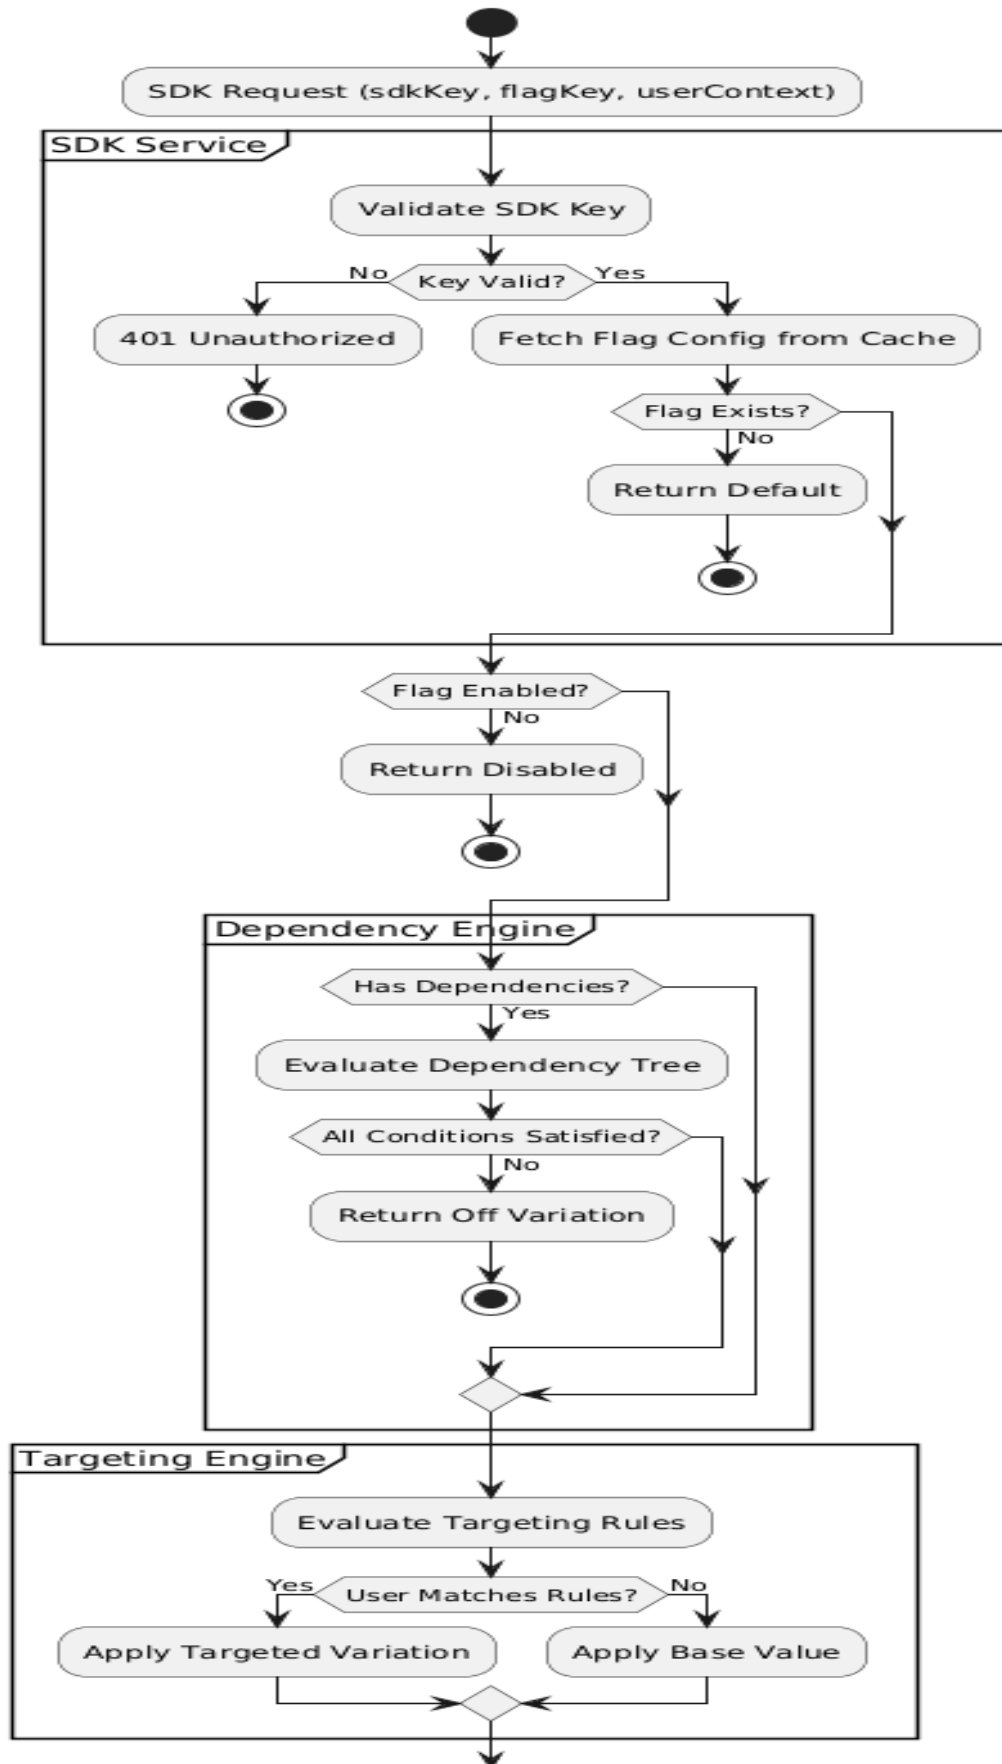 SDK Request (sdkKey, flagKey, userContext)
SDK Service
Validate SDK Key
No
Key Valid?
Yes
401 Unauthorized
Fetch Flag Config from Cache
Flag Exists?
No
Return Default
Flag Enabled?
No
Return Disabled
Dependency Engine
Has Dependencies?
Yes
Evaluate Dependency Tree
All Conditions Satisfied?
No
Return Off Variation
Targeting Engine
Evaluate Targeting Rules
Yes
User Matches Rules?
No
Apply Targeted Variation
Apply Base Value